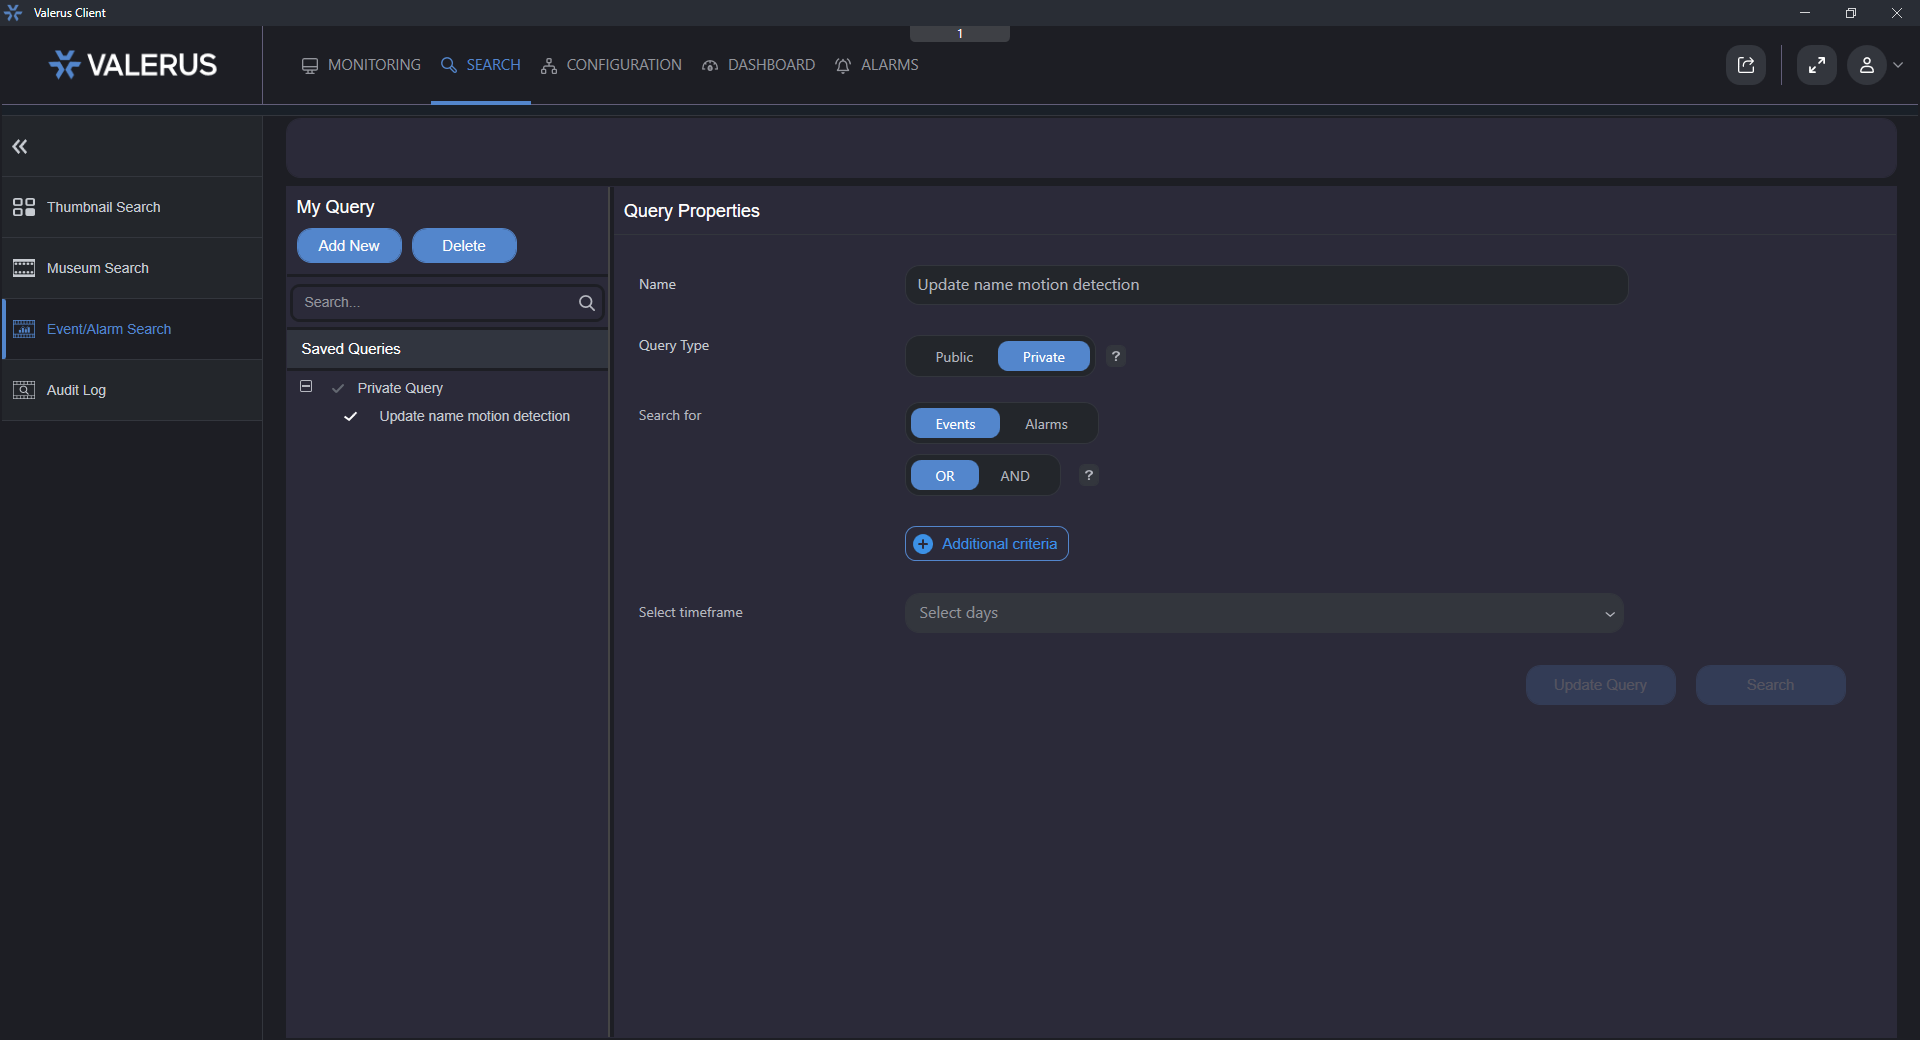 Valerus Client
1
VALERUS
MONITORING
SEARCH
CONFIGURATION
DASHBOARD
ALARMS
Thumbnail Search
Museum Search
Event/Alarm Search
Audit Log
My Query
Add New
Delete
Search...
Saved Queries
Private Query
Update name motion detection
Query Properties
Name
Update name motion detection
Query Type
Public
Private
?
Search for
Events
Alarms
OR
AND
?
Additional criteria
Select timeframe
Select days
Update Query
Search